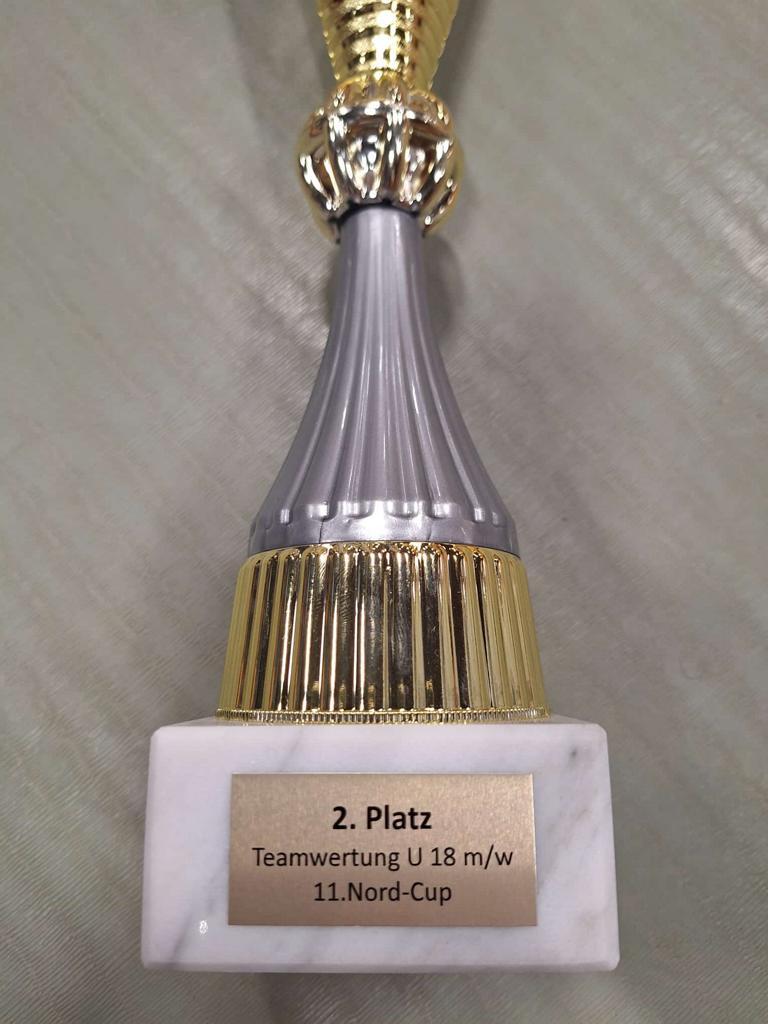 2. Platz
Teamwertung U 18 m/w
11.Nord-Cup